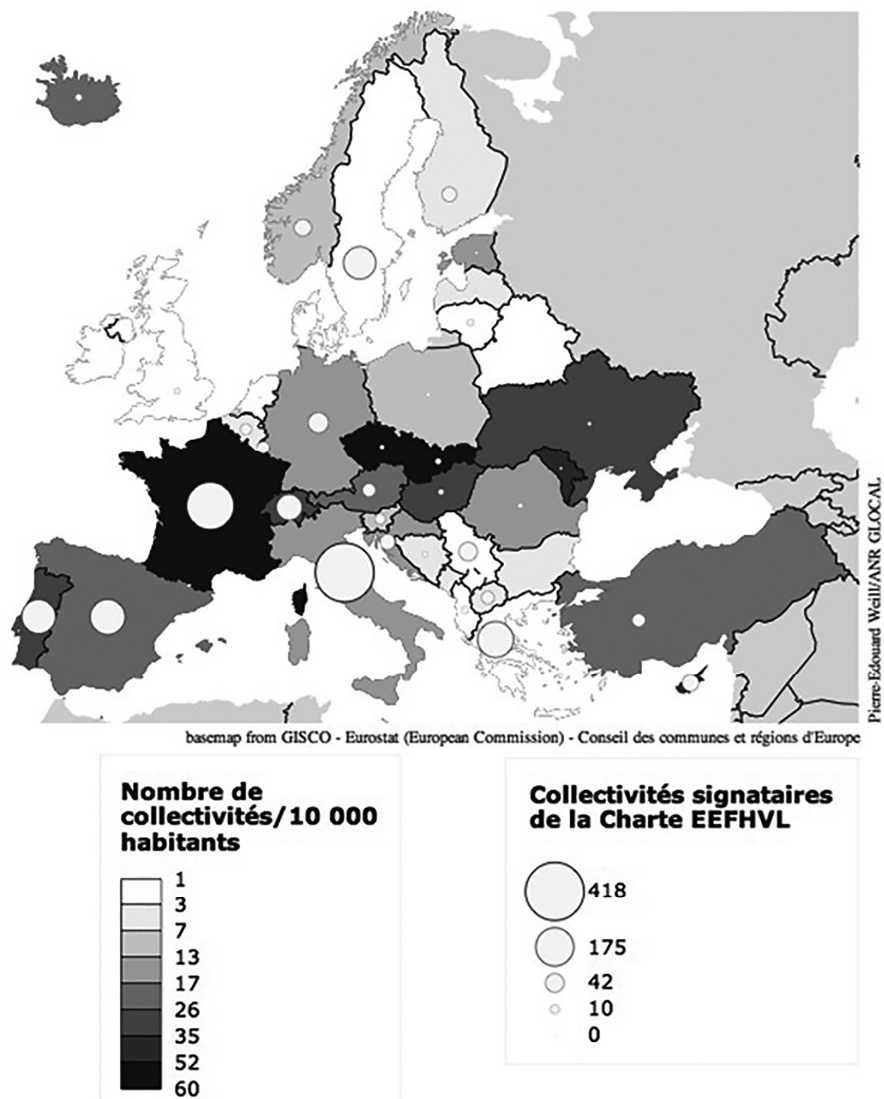 Pierre-Edouard Weill/ANR GLOCAL
basemap from GISCO - Eurostat (European Commission) - Conseil des communes et régions d'Europe
Nombre de
collectivités/10 000
habitants
1
3
7
13
17
26
35
52
60
Collectivités signataires
de la Charte EEFHVL
418
175
42
10
0